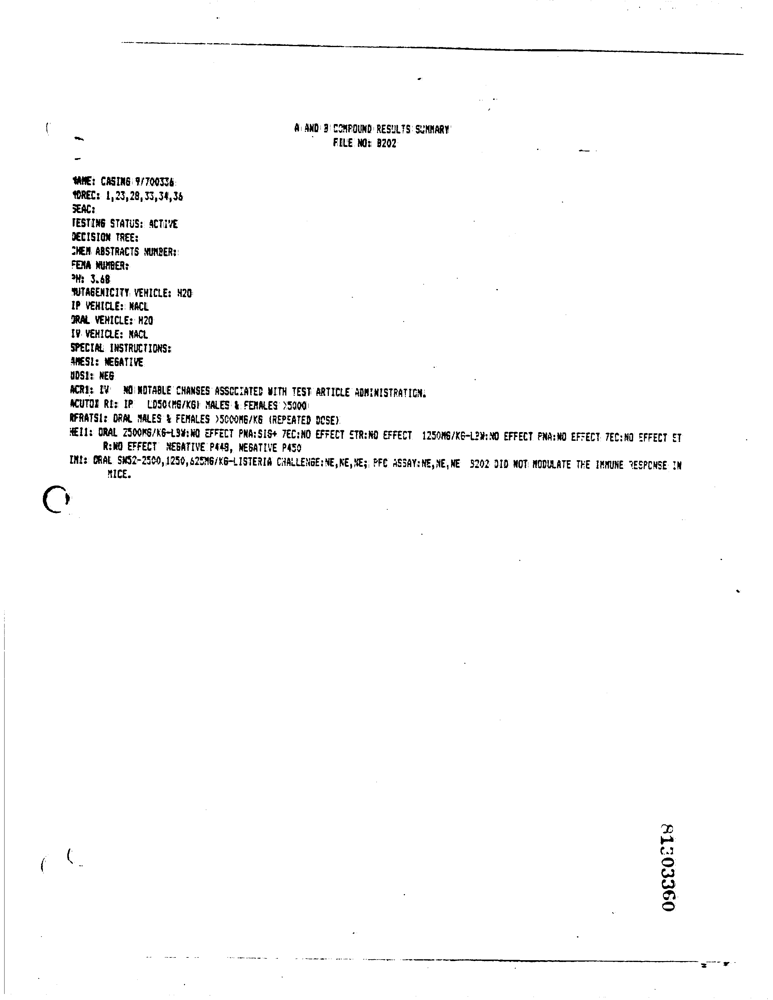 A AND B COMPOUND RESULTS SUMMARY
FILE NO: B202
NAME: CASING 9/700336
MDREC: 1,23,28,33,34,36
SEAC:
TESTING STATUS: ACTIVE
DECISION TREE:
CHEM ABSTRACTS NUMBER:
FEMA NUMBER:
PH: 3.68
MUTAGENICITY VEHICLE: H2O
IP VEHICLE: NACL
ORAL VEHICLE: H2O
IV VEHICLE: NACL
SPECIAL INSTRUCTIONS:
AMES1: NEGATIVE
UDS1: NEG
ACR1: IV NO NOTABLE CHANGES ASSOCIATED WITH TEST ARTICLE ADMINISTRATION.
ACUTOX R1: IP LD50(MG/KG) MALES & FEMALES >5000
RFRATS1: ORAL MALES & FEMALES >5000MG/KG (REPEATED DOSE)
HEI1: ORAL 2500MG/KG-L9W:NO EFFECT PNA:SIG+ 7EC:NO EFFECT STR:NO EFFECT 1250MG/KG-L2W:NO EFFECT PNA:NO EFFECT 7EC:NO EFFECT ST
R:NO EFFECT NEGATIVE P448, NEGATIVE P450
IM1: ORAL SW52-2500,1250,625MG/KG-LISTERIA CHALLENGE:NE,NE,NE; PFC ASSAY:NE,NE,NE B202 DID NOT MODULATE THE IMMUNE RESPONSE IN
MICE.
81303360